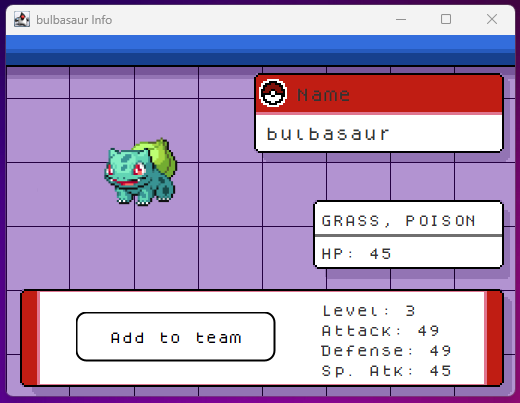 bulbasaur Info
Name
bulbasaur
GRASS, POISON
HP: 45
Add to team
Level: 3
Attack: 49
Defense: 49
Sp. Atk: 45